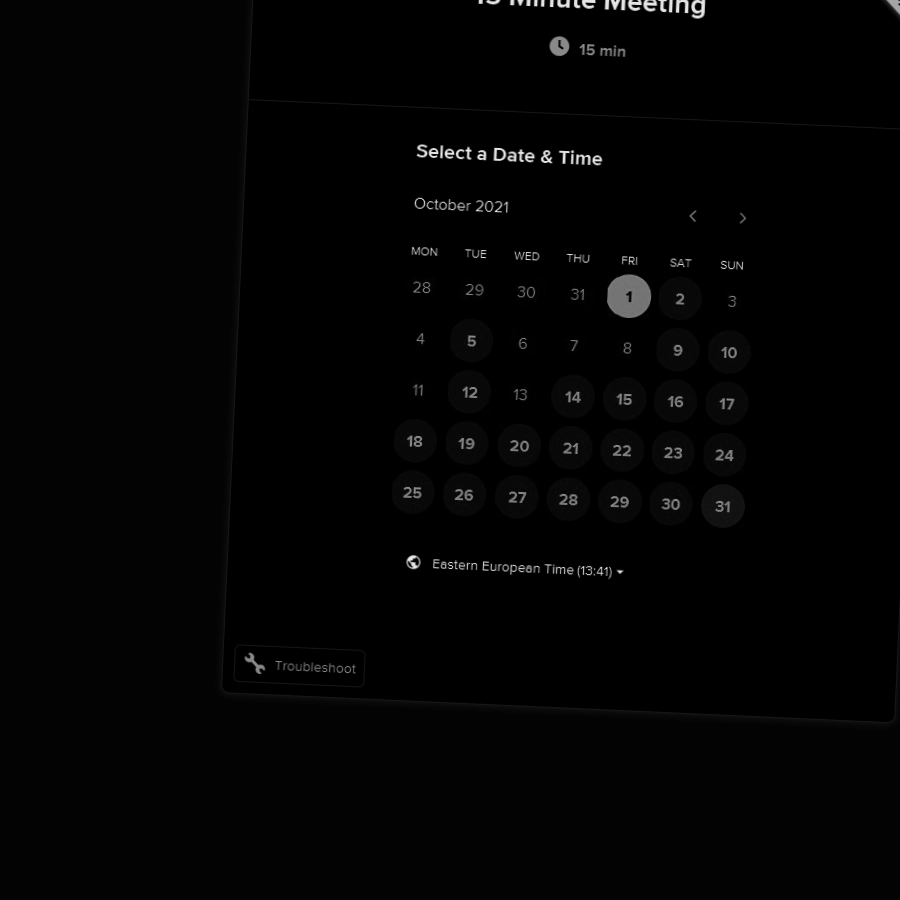 15 Minute Meeting
15 min
Select a Date & Time
October 2021
MON TUE WED THU FRI SAT SUN
28 29 30 31 1 2 3
4 5 6 7 8 9 10
11 12 13 14 15 16 17
18 19 20 21 22 23 24
25 26 27 28 29 30 31
Eastern European Time (13:41)
Troubleshoot